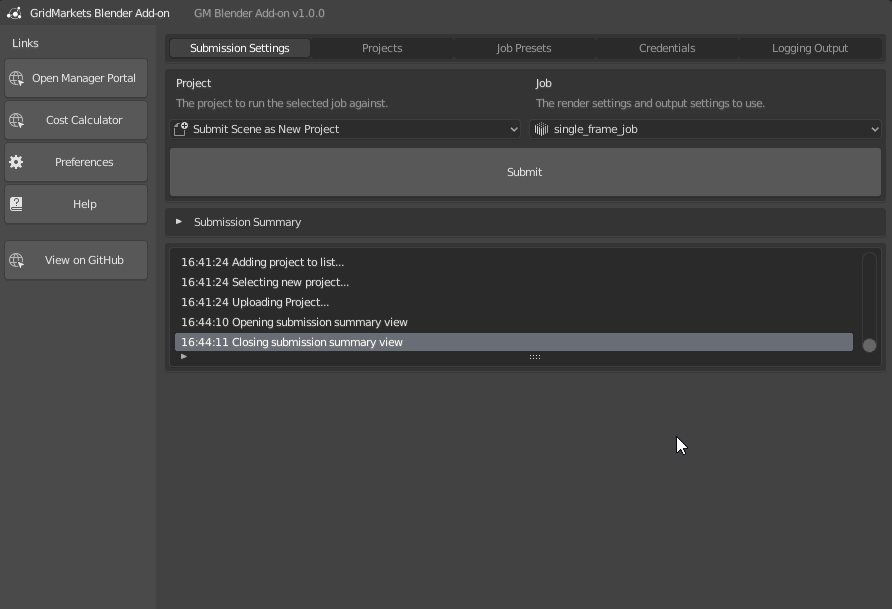 GridMarkets Blender Add-on GM Blender Add-on v1.0.0
Links
Open Manager Portal
Cost Calculator
Preferences
Help
View on GitHub
Submission Settings Projects Job Presets Credentials Logging Output
Project
The project to run the selected job against.
Submit Scene as New Project
Job
The render settings and output settings to use.
single_frame_job
Submit
Submission Summary
16:41:24 Adding project to list...
16:41:24 Selecting new project...
16:41:24 Uploading Project...
16:44:10 Opening submission summary view
16:44:11 Closing submission summary view